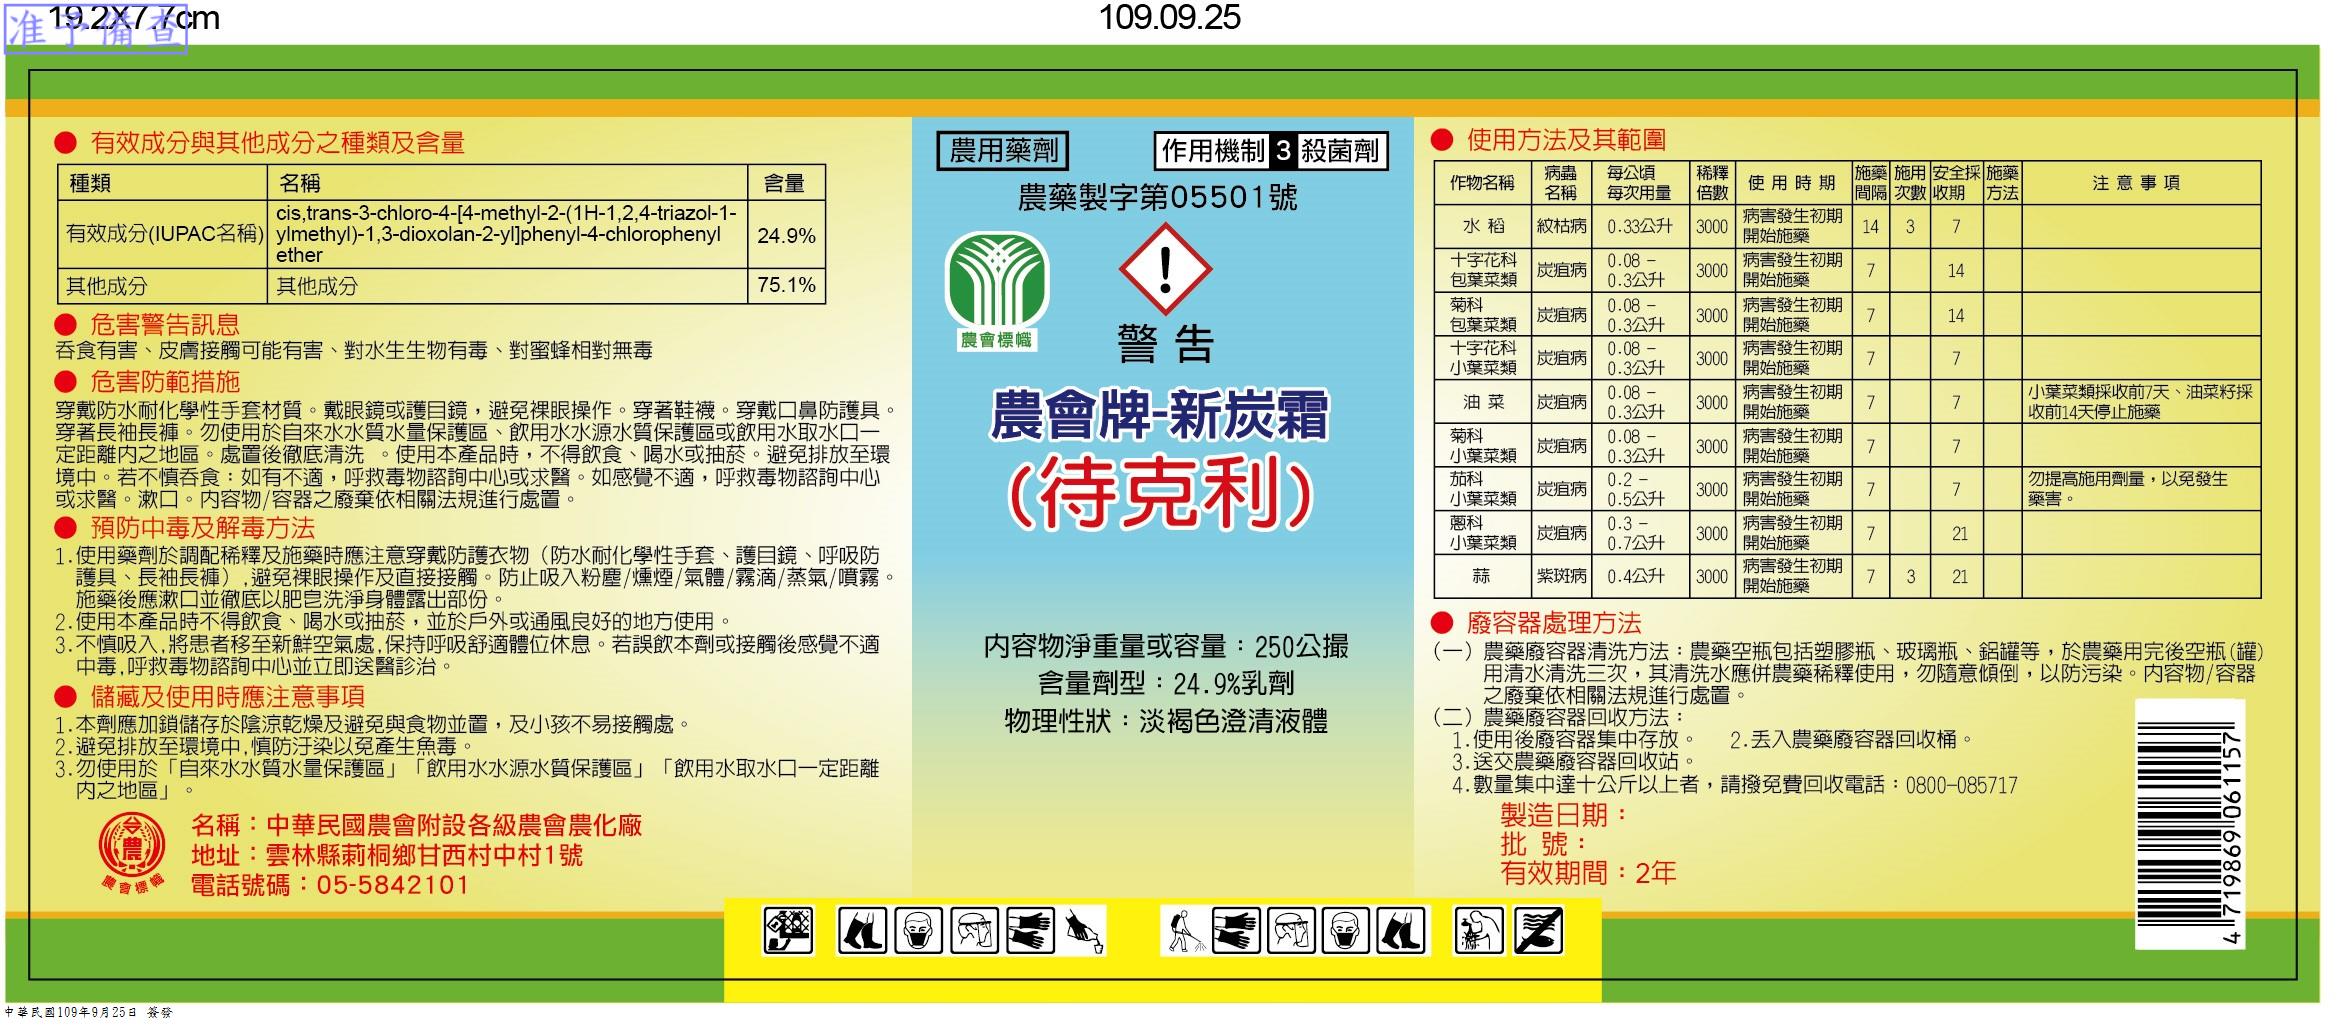 19.2X7.7cm
准予備查
109.09.25
● 有效成分與其他成分之種類及含量
種類 名稱 含量
有效成分(IUPAC名稱) cis,trans-3-chloro-4-[4-methyl-2-(1H-1,2,4-triazol-1-
ylmethyl)-1,3-dioxolan-2-yl]phenyl-4-chlorophenyl
ether 24.9%
其他成分 其他成分 75.1%
● 危害警告訊息
吞食有害、皮膚接觸可能有害、對水生生物有毒、對蜜蜂相對無毒
● 危害防範措施
穿戴防水耐化學性手套材質。戴眼鏡或護目鏡，避免裸眼操作。穿著鞋襪。穿戴口鼻防護具。
穿著長袖長褲。勿使用於自來水水質水量保護區、飲用水水源水質保護區或飲用水取水口一
定距離內之地區。處置後徹底清洗 。使用本產品時，不得飲食、喝水或抽菸。避免排放至環
境中。若不慎吞食：如有不適，呼救毒物諮詢中心或求醫。如感覺不適，呼救毒物諮詢中心
或求醫。漱口。內容物/容器之廢棄依相關法規進行處置。
● 預防中毒及解毒方法
1.使用藥劑於調配稀釋及施藥時應注意穿戴防護衣物（防水耐化學性手套、護目鏡、呼吸防
護具、長袖長褲）,避免裸眼操作及直接接觸。防止吸入粉塵/燻煙/氣體/霧滴/蒸氣/噴霧。
施藥後應漱口並徹底以肥皂洗淨身體露出部份。
2.使用本產品時不得飲食、喝水或抽菸，並於戶外或通風良好的地方使用。
3.不慎吸入,將患者移至新鮮空氣處,保持呼吸舒適體位休息。若誤飲本劑或接觸後感覺不適
中毒,呼救毒物諮詢中心並立即送醫診治。
● 儲藏及使用時應注意事項
1.本劑應加鎖儲存於陰涼乾燥及避免與食物並置，及小孩不易接觸處。
2.避免排放至環境中,慎防汙染以免產生魚毒。
3.勿使用於「自來水水質水量保護區」「飲用水水源水質保護區」「飲用水取水口一定距離
內之地區」。
農
農會標幟
名稱：中華民國農會附設各級農會農化廠
地址：雲林縣莿桐鄉甘西村中村1號
電話號碼：05-5842101
農用藥劑 作用機制 3 殺菌劑
農藥製字第05501號
農會標幟
!
警告
農會牌-新炭霜
(待克利)
內容物淨重量或容量：250公撮
含量劑型：24.9%乳劑
物理性狀：淡褐色澄清液體
● 使用方法及其範圍
作物名稱 病蟲名稱 每公頃每次用量 稀釋倍數 使用時期 施藥間隔 施用次數 安全採收期 施藥方法 注意事項
水稻 紋枯病 0.33公升 3000 病害發生初期開始施藥 14 3 7
十字花科包葉菜類 炭疽病 0.08-0.3公升 3000 病害發生初期開始施藥 7 14
菊科包葉菜類 炭疽病 0.08-0.3公升 3000 病害發生初期開始施藥 7 14
十字花科小葉菜類 炭疽病 0.08-0.3公升 3000 病害發生初期開始施藥 7 7
油菜 炭疽病 0.08-0.3公升 3000 病害發生初期開始施藥 7 7 小葉菜類採收前7天、油菜籽採收前14天停止施藥
菊科小葉菜類 炭疽病 0.08-0.3公升 3000 病害發生初期開始施藥 7 7
茄科小葉菜類 炭疽病 0.2-0.5公升 3000 病害發生初期開始施藥 7 7 勿提高施用劑量，以免發生藥害。
蔥科小葉菜類 炭疽病 0.3-0.7公升 3000 病害發生初期開始施藥 7 21
蒜 紫斑病 0.4公升 3000 病害發生初期開始施藥 7 3 21
● 廢容器處理方法
(一) 農藥廢容器清洗方法：農藥空瓶包括塑膠瓶、玻璃瓶、鋁罐等，於農藥用完後空瓶(罐)
用清水清洗三次，其清洗水應併農藥稀釋使用，勿隨意傾倒，以防污染。內容物/容器
之廢棄依相關法規進行處置。
(二) 農藥廢容器回收方法：
1.使用後廢容器集中存放。 2.丟入農藥廢容器回收桶。
3.送交農藥廢容器回收站。
4.數量集中達十公斤以上者，請撥免費回收電話：0800-085717
製造日期：
批 號：
有效期間：2年
4719869061157
中華民國109年9月25日 簽發